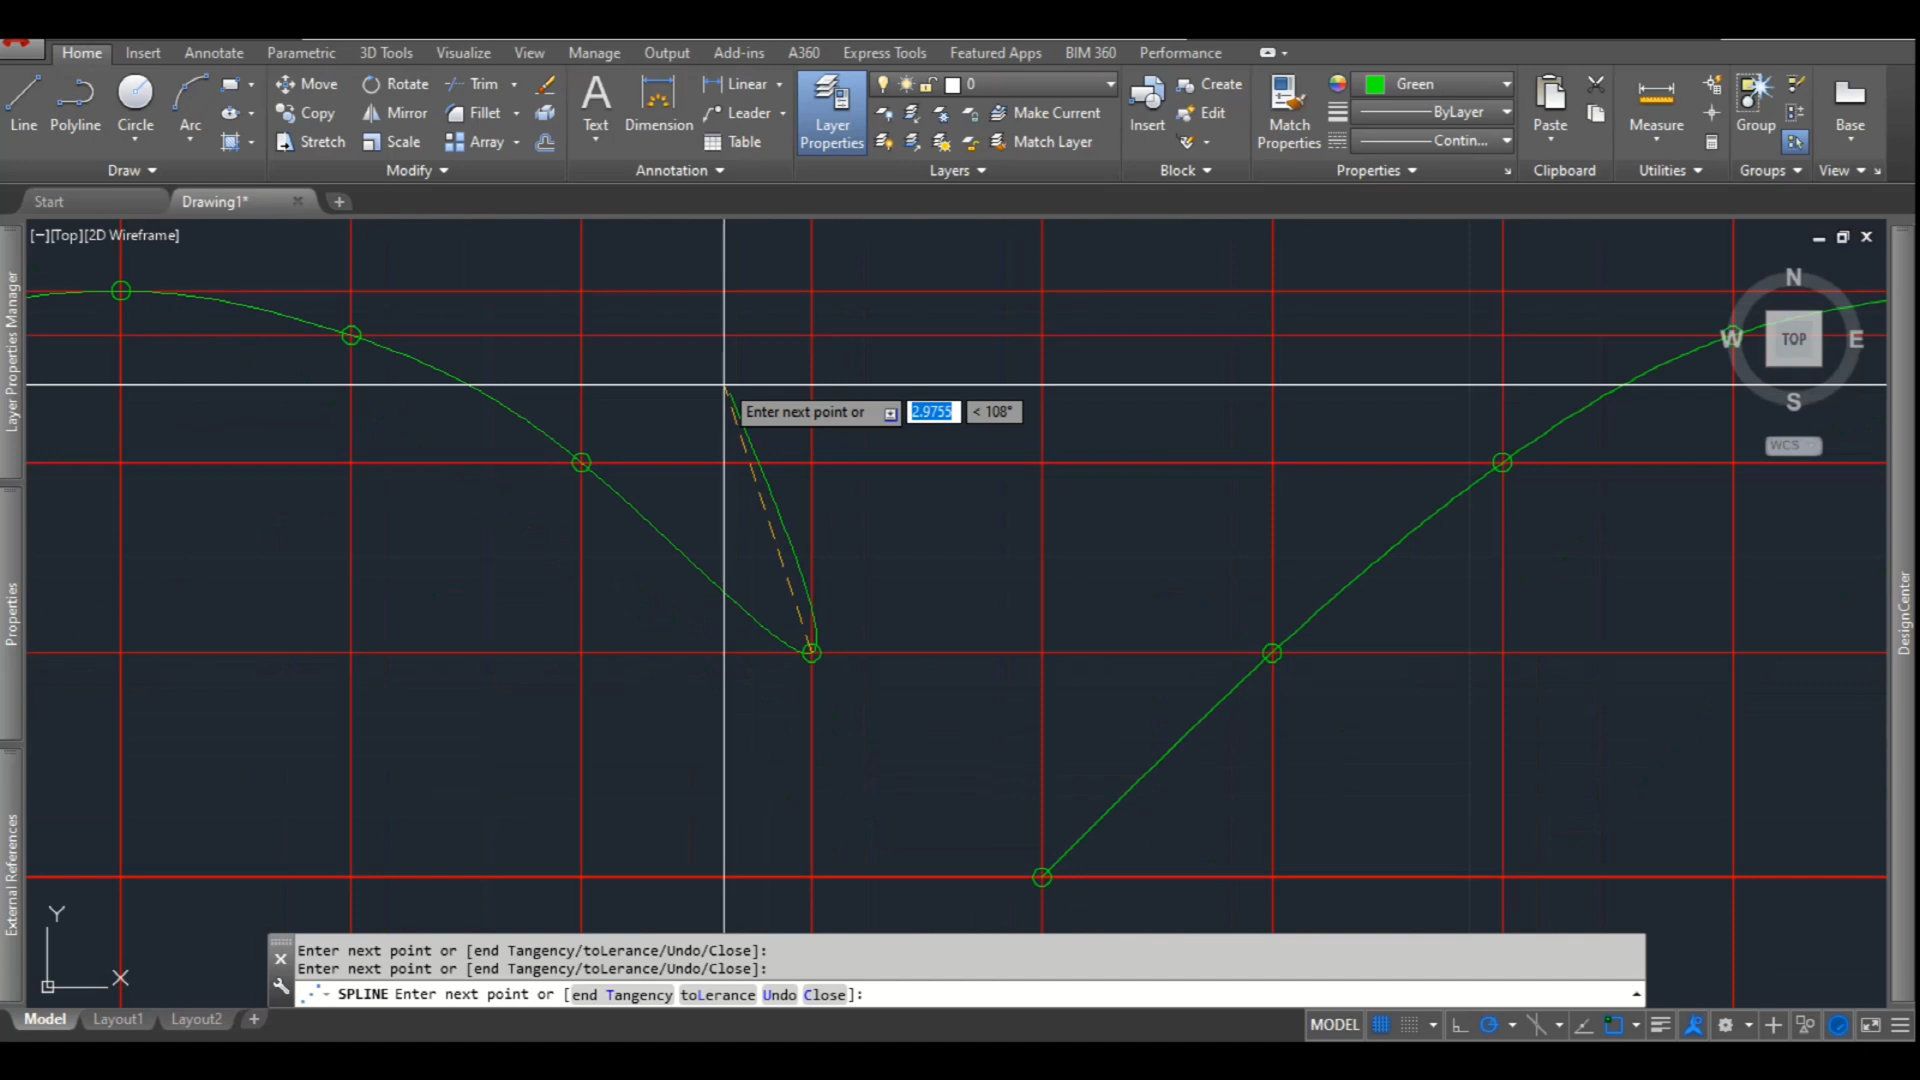 Home Insert Annotate Parametric 3D Tools Visualize View Manage Output Add-ins A360 Express Tools Featured Apps BIM 360 Performance
Move Rotate Trim Linear 0 Create Green
Copy Mirror Fillet Leader Make Current Edit ByLayer
Line Polyline Circle Arc Text Dimension Layer Properties Insert Match Properties Paste Measure Group Base
Stretch Scale Array Table Match Layer Contin...
Draw Modify Annotation Layers Block Properties Clipboard Utilities Groups View
Start Drawing1* +
[−][Top][2D Wireframe]
N
W TOP E
S
WCS
Enter next point or 2.9755 < 108°
Layer Properties Manager
Properties
External References
DesignCenter
Y
X
Enter next point or [end Tangency/toLerance/Undo/Close]:
Enter next point or [end Tangency/toLerance/Undo/Close]:
SPLINE Enter next point or [end Tangency toLerance Undo Close]:
Model Layout1 Layout2 +
MODEL